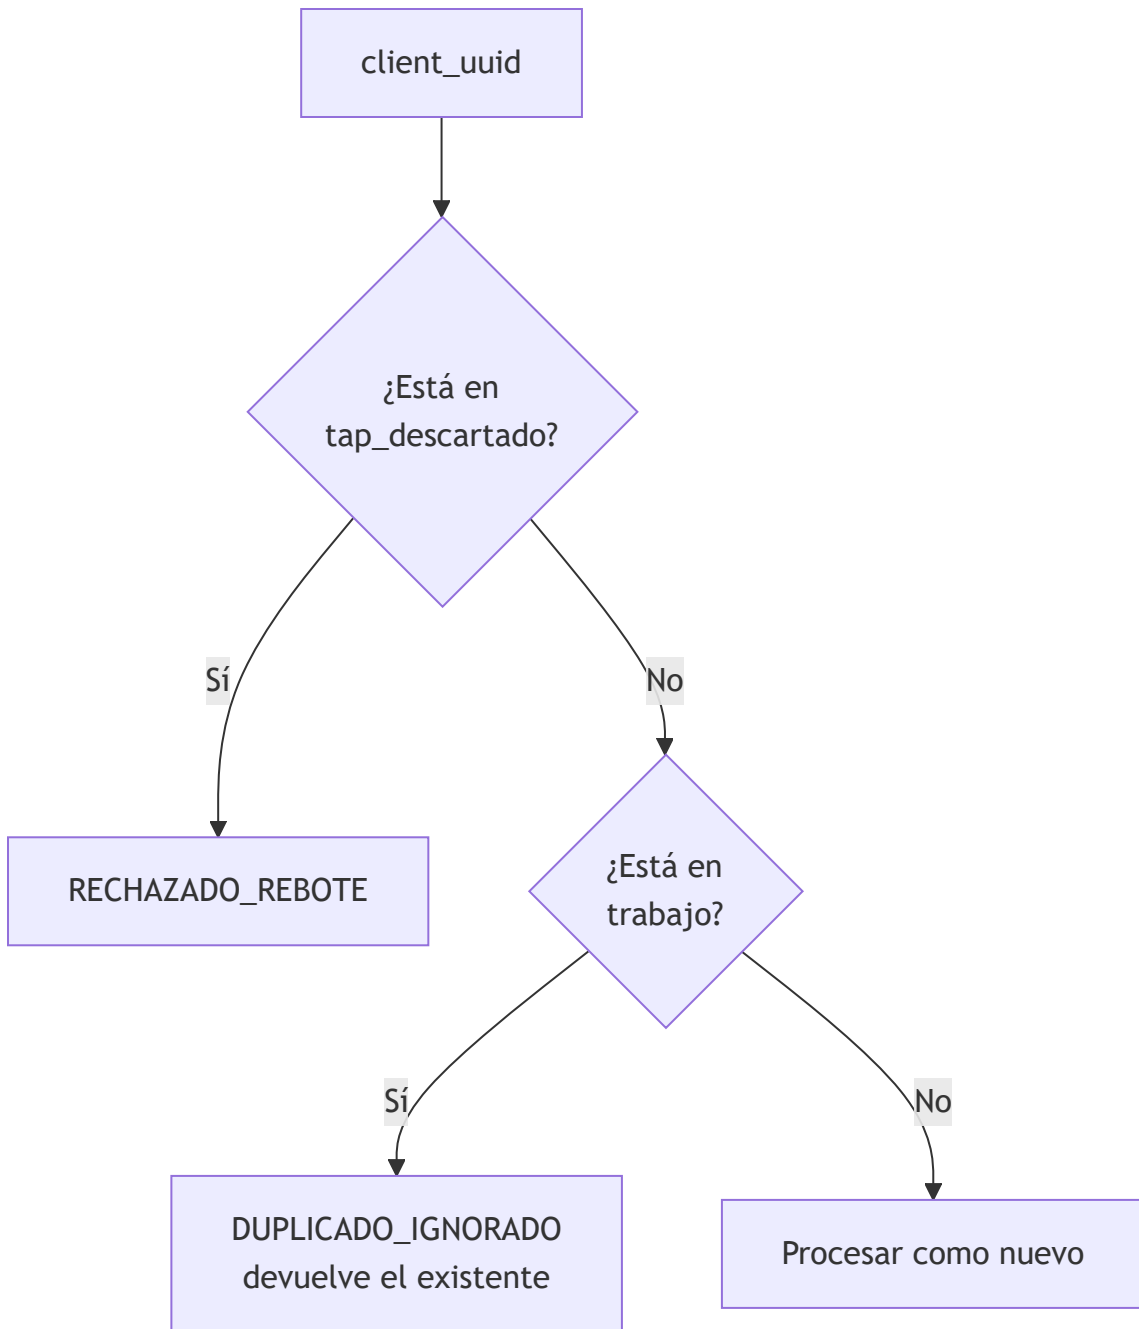 client_uuid
¿Está en
tap_descartado?
Sí
No
RECHAZADO_REBOTE
¿Está en
trabajo?
Sí
No
DUPLICADO_IGNORADO
devuelve el existente
Procesar como nuevo